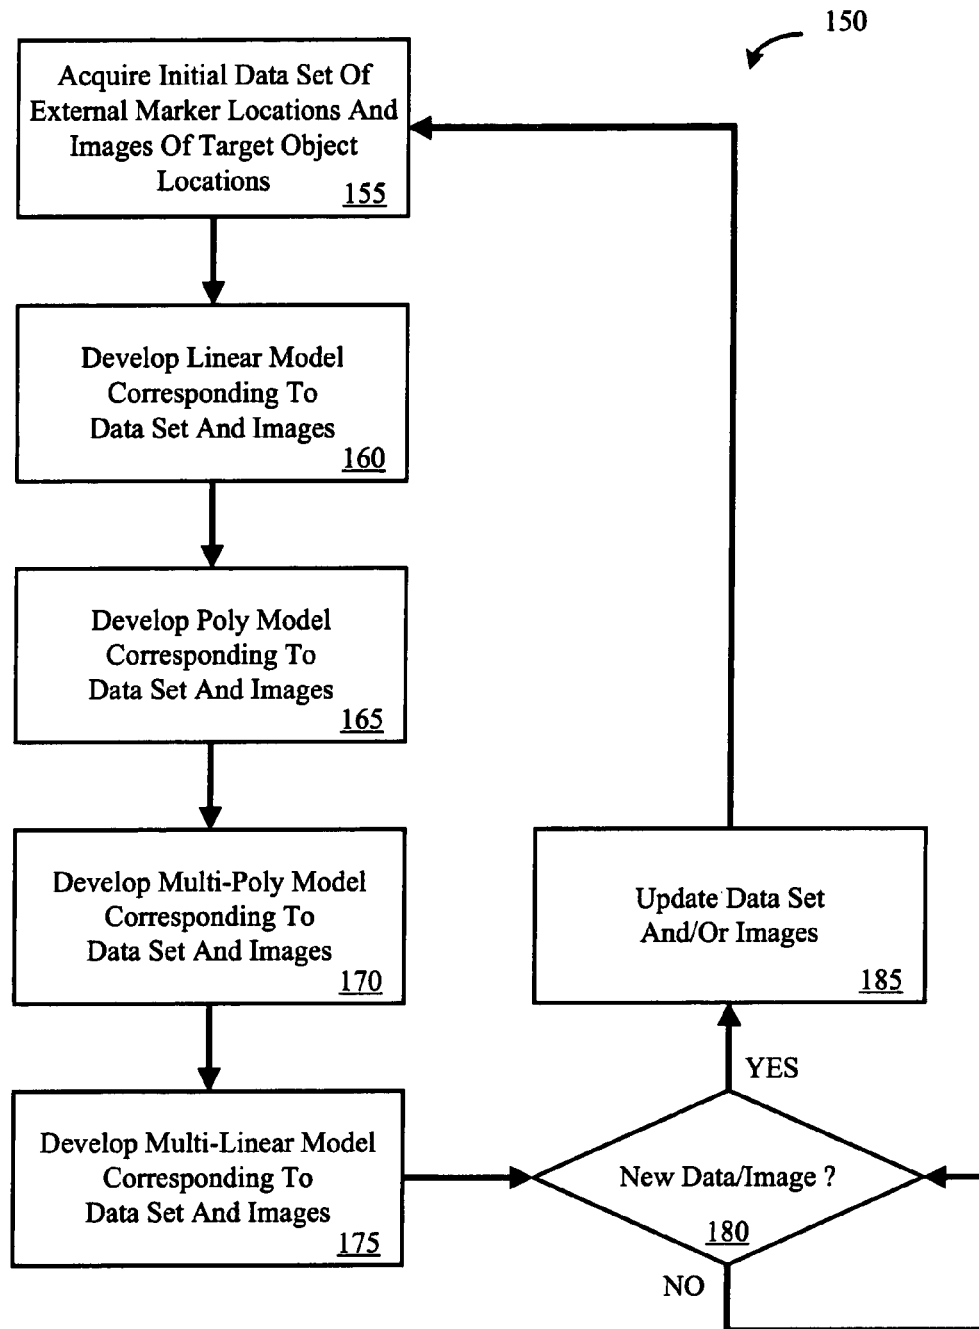 150
Acquire Initial Data Set Of
External Marker Locations And
Images Of Target Object
Locations
155
Develop Linear Model
Corresponding To
Data Set And Images
160
Develop Poly Model
Corresponding To
Data Set And Images
165
Develop Multi-Poly Model
Corresponding To
Data Set And Images
170
Develop Multi-Linear Model
Corresponding To
Data Set And Images
175
New Data/Image ?
180
YES
NO
Update Data Set
And/Or Images
185